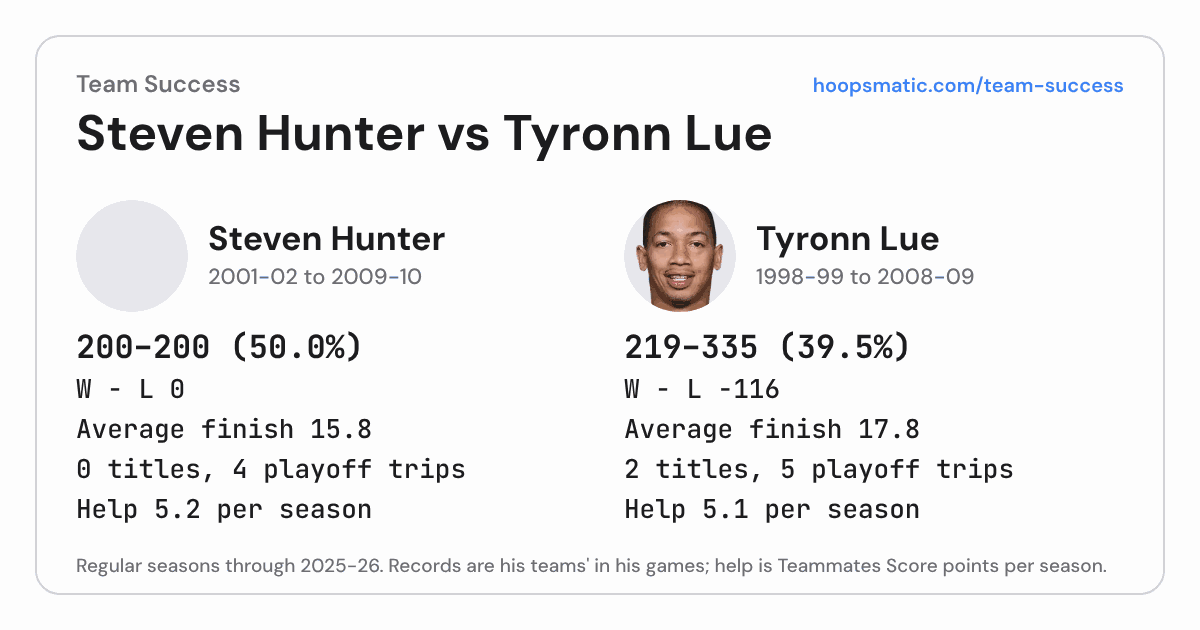 Team Success
hoopsmatic.com/team-success
Steven Hunter vs Tyronn Lue
Steven Hunter
2001-02 to 2009-10
200-200 (50.0%)
W - L 0
Average finish 15.8
0 titles, 4 playoff trips
Help 5.2 per season
Tyronn Lue
1998-99 to 2008-09
219-335 (39.5%)
W - L -116
Average finish 17.8
2 titles, 5 playoff trips
Help 5.1 per season
Regular seasons through 2025-26. Records are his teams' in his games; help is Teammates Score points per season.